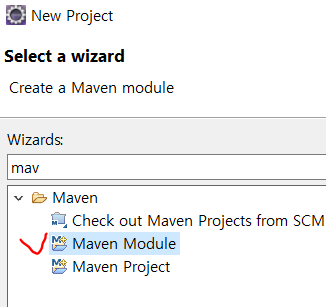 New Project
Select a wizard
Create a Maven module
Wizards:
mav
Maven
Check out Maven Projects from SCM
Maven Module
Maven Project